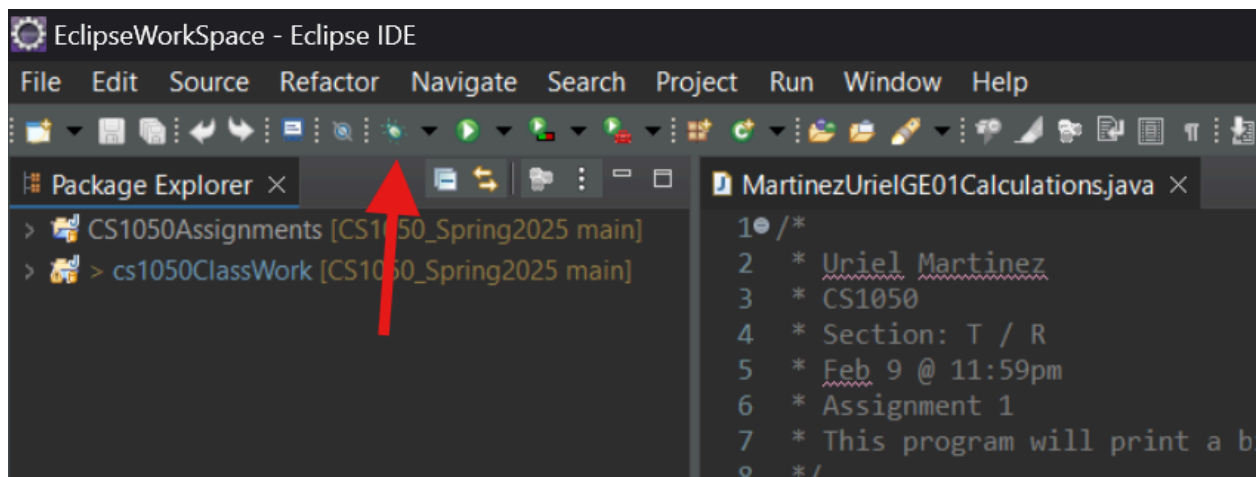 EclipseWorkSpace - Eclipse IDE
File Edit Source Refactor Navigate Search Project Run Window Help
Package Explorer
CS1050Assignments [CS1050_Spring2025 main]
> cs1050ClassWork [CS1050_Spring2025 main]
MartinezUrielGE01Calculations.java
1 /*
2 * Uriel Martinez
3 * CS1050
4 * Section: T / R
5 * Feb 9 @ 11:59pm
6 * Assignment 1
7 * This program will print a
8 */